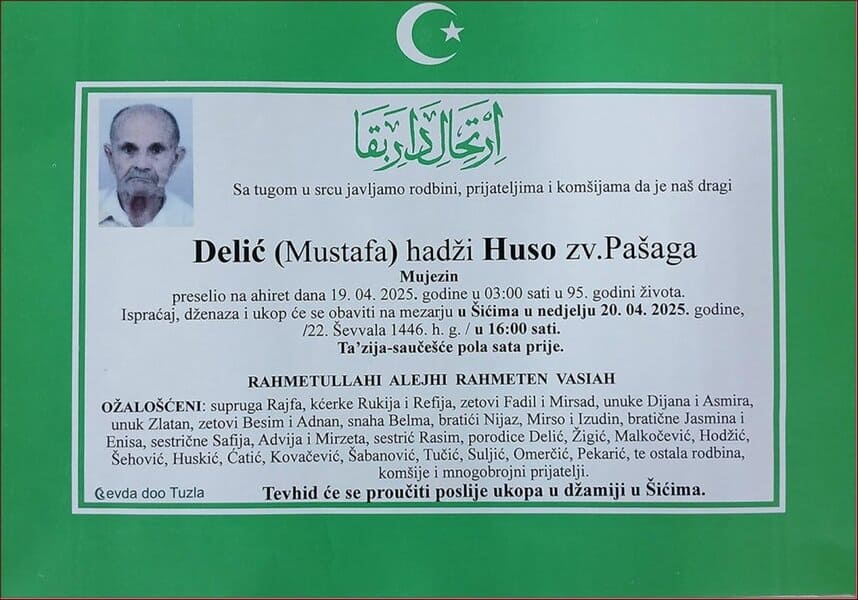 اِرْتِحَالِ دَارِ بَقَا
Sa tugom u srcu javljamo rodbini, prijateljima i komšijama da je naš dragi
Delić (Mustafa) hadži Huso zv.Pašaga
Mujezin
preselio na ahiret dana 19. 04. 2025. godine u 03:00 sati u 95. godini života.
Ispraćaj, dženaza i ukop će se obaviti na mezarju u Šićima u nedjelju 20. 04. 2025. godine,
/22. Ševvala 1446. h. g. / u 16:00 sati.
Ta’zija-saučešće pola sata prije.
RAHMETULLAHI ALEJHI RAHMETEN VASIAH
OŽALOŠĆENI: supruga Rajfa, kćerke Rukija i Refija, zetovi Fadil i Mirsad, unuke Dijana i Asmira,
unuk Zlatan, zetovi Besim i Adnan, snaha Belma, bratići Nijaz, Mirso i Izudin, bratične Jasmina i
Enisa, sestrične Safija, Advija i Mirzeta, sestrić Rasim, porodice Delić, Žigić, Malkočević, Hodžić,
Šehović, Huskić, Ćatić, Kovačević, Šabanović, Tučić, Suljić, Omerčić, Pekarić, te ostala rodbina,
komšije i mnogobrojni prijatelji.
Tevhid će se proučiti poslije ukopa u džamiji u Šićima.
Cevda doo Tuzla